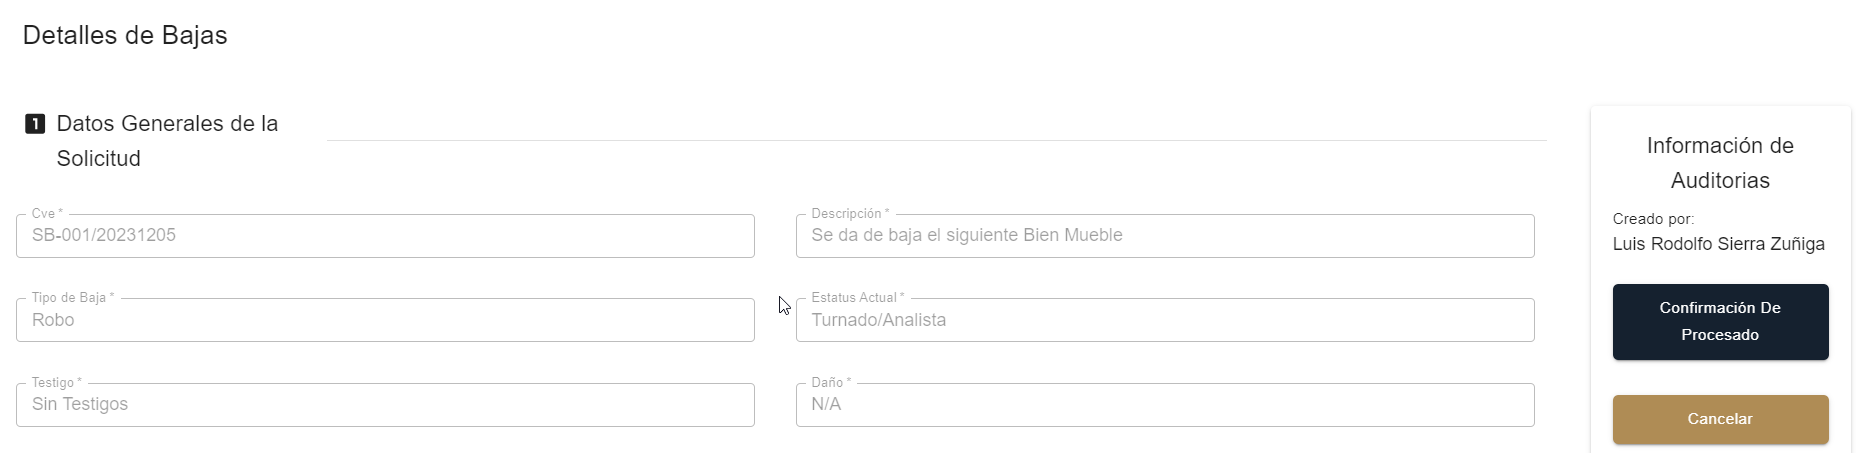 Detalles de Bajas
1 Datos Generales de la
Solicitud
Cve *
SB-001/20231205
Descripción *
Se da de baja el siguiente Bien Mueble
Tipo de Baja *
Robo
Estatus Actual *
Turnado/Analista
Testigo *
Sin Testigos
Daño *
N/A
Información de
Auditorias
Creado por:
Luis Rodolfo Sierra Zuñiga
Confirmación De
Procesado
Cancelar